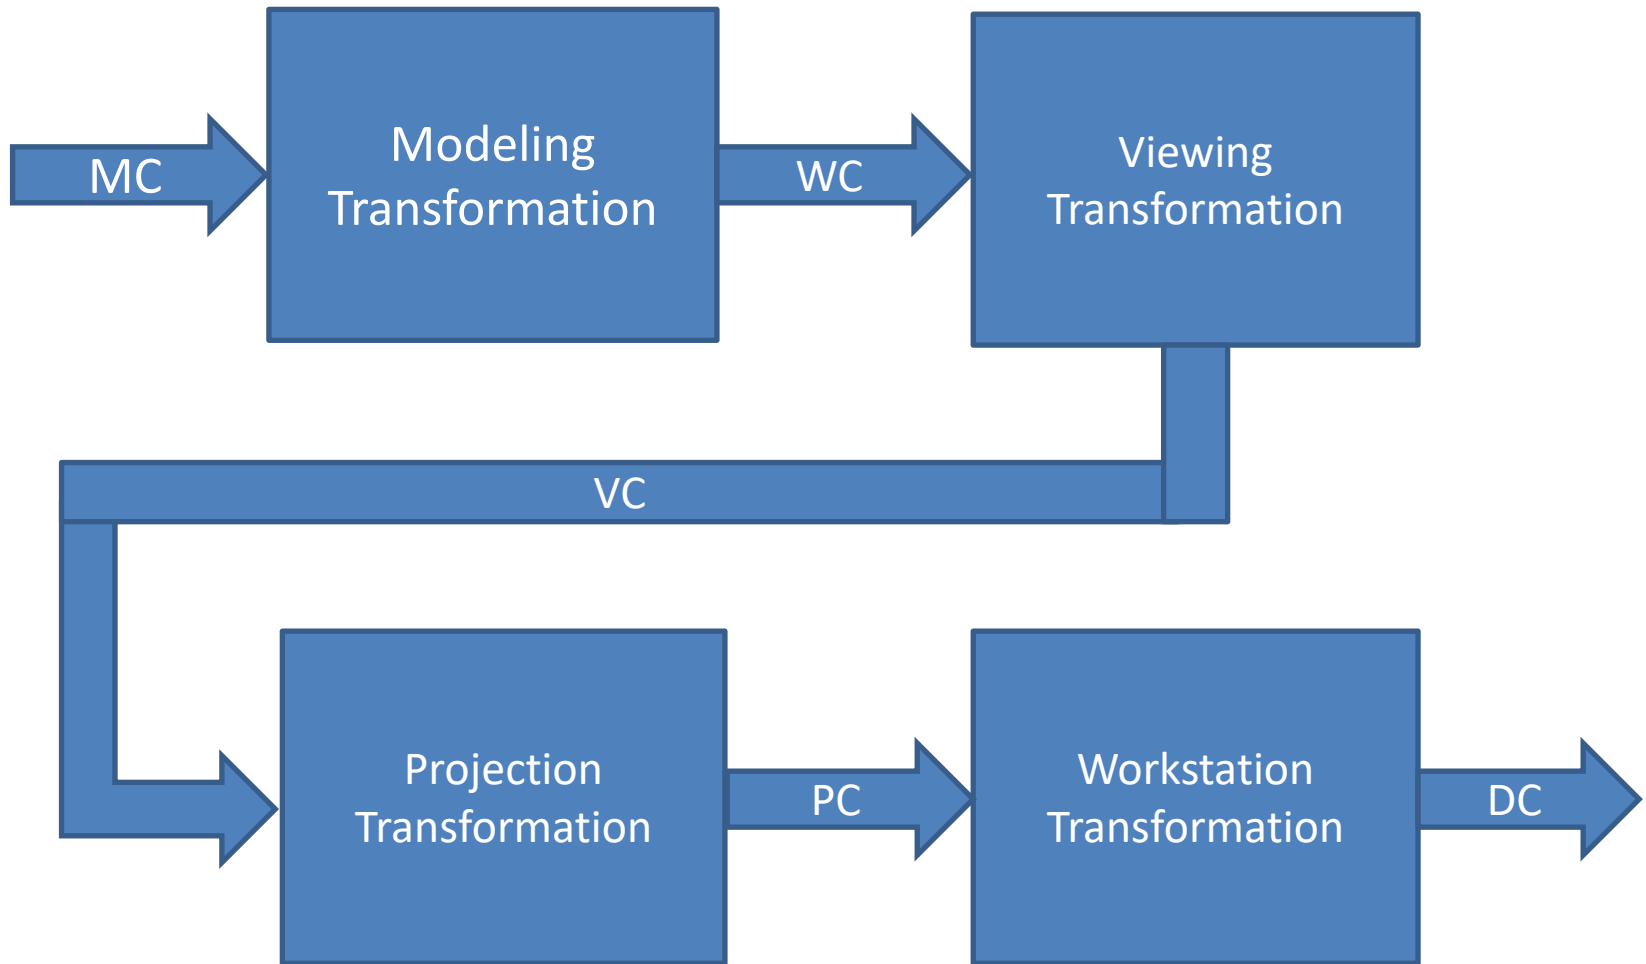 MC
Modeling
Transformation
WC
Viewing
Transformation
VC
Projection
Transformation
PC
Workstation
Transformation
DC